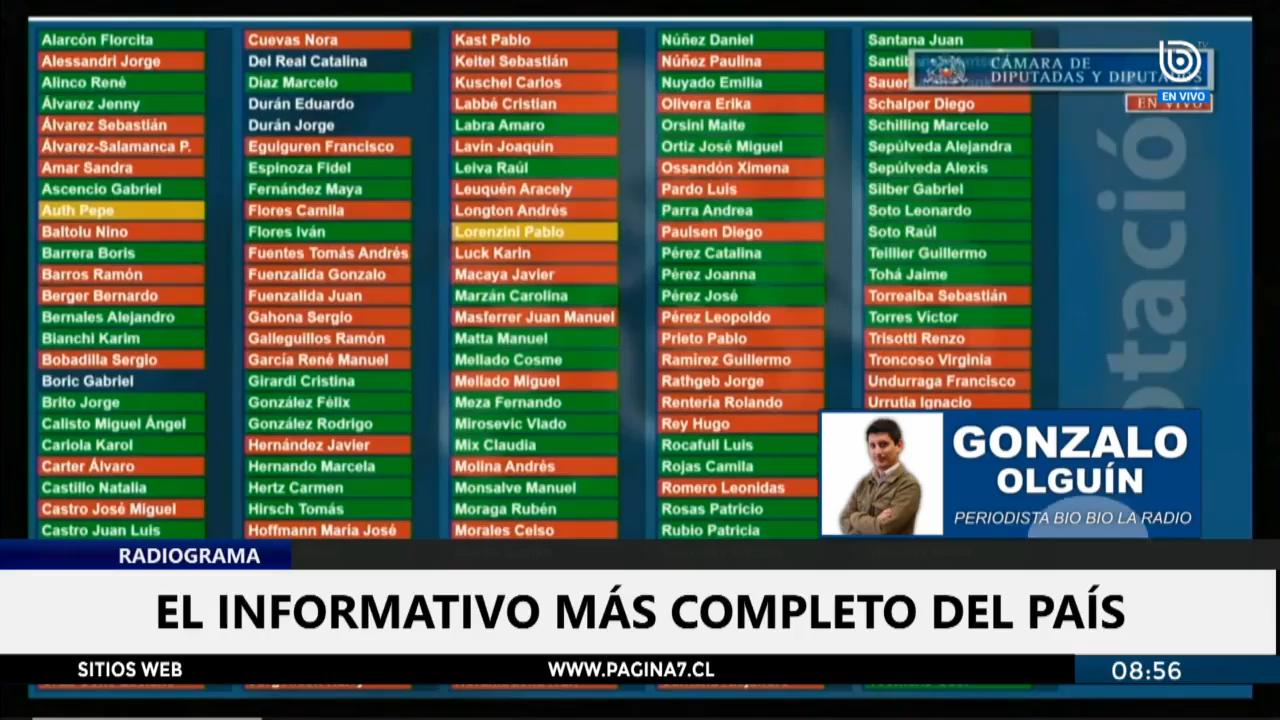 Alarcón Florcita
Alessandri Jorge
Alinco René
Álvarez Jenny
Álvarez Sebastián
Álvarez-Salamanca P.
Amar Sandra
Ascencio Gabriel
Auth Pepe
Baltolu Nino
Barrera Boris
Barros Ramón
Berger Bernardo
Bernales Alejandro
Bianchi Karim
Bobadilla Sergio
Boric Gabriel
Brito Jorge
Calisto Miguel Ángel
Cariola Karol
Carter Álvaro
Castillo Natalia
Castro José Miguel
Castro Juan Luis
Cuevas Nora
Del Real Catalina
Díaz Marcelo
Durán Eduardo
Durán Jorge
Eguiguren Francisco
Espinoza Fidel
Fernández Maya
Flores Camila
Flores Iván
Fuentes Tomás Andrés
Fuenzalida Gonzalo
Fuenzalida Juan
Gahona Sergio
Galleguillos Ramón
García René Manuel
Girardi Cristina
González Félix
González Rodrigo
Hernández Javier
Hernando Marcela
Hertz Carmen
Hirsch Tomás
Hoffmann María José
Kast Pablo
Keitel Sebastián
Kuschel Carlos
Labbé Cristian
Labra Amaro
Lavín Joaquín
Leiva Raúl
Leuquén Aracely
Longton Andrés
Lorenzini Pablo
Luck Karin
Macaya Javier
Marzán Carolina
Masferrer Juan Manuel
Matta Manuel
Mellado Cosme
Mellado Miguel
Meza Fernando
Mirosevic Vlado
Mix Claudia
Molina Andrés
Monsalve Manuel
Moraga Rubén
Morales Celso
Núñez Daniel
Núñez Paulina
Nuyado Emilia
Olivera Erika
Orsini Maite
Ortiz José Miguel
Ossandón Ximena
Pardo Luis
Parra Andrea
Paulsen Diego
Pérez Catalina
Pérez Joanna
Pérez José
Pérez Leopoldo
Prieto Pablo
Ramírez Guillermo
Rathgeb Jorge
Rentería Rolando
Rey Hugo
Rocafull Luis
Rojas Camila
Romero Leonidas
Rosas Patricio
Rubio Patricia
Santana Juan
Schalper Diego
Schilling Marcelo
Sepúlveda Alejandra
Sepúlveda Alexis
Silber Gabriel
Soto Leonardo
Soto Raúl
Teillier Guillermo
Tohá Jaime
Torrealba Sebastián
Torres Víctor
Trisotti Renzo
Troncoso Virginia
Undurraga Francisco
Urrutia Ignacio
CÁMARA DE
DIPUTADAS Y DIPUTADOS
EN VIVO
EN VIVO
otació
GONZALO
OLGUÍN
PERIODISTA BIO BIO LA RADIO
RADIOGRAMA
EL INFORMATIVO MÁS COMPLETO DEL PAÍS
SITIOS WEB
WWW.PAGINA7.CL
08:56